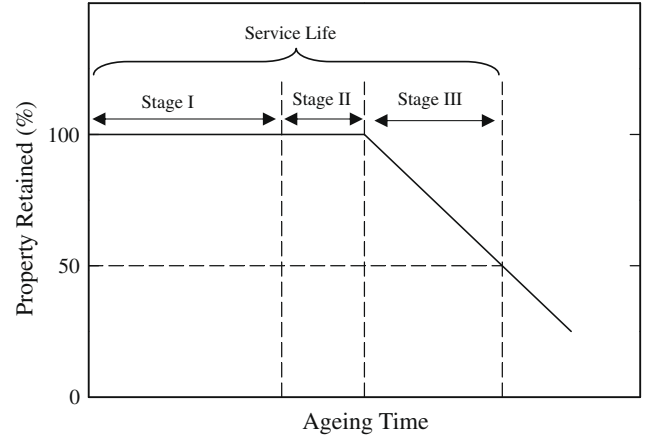 Service Life
Stage I
Stage II
Stage III
100
50
0
Property Retained (%)
Ageing Time